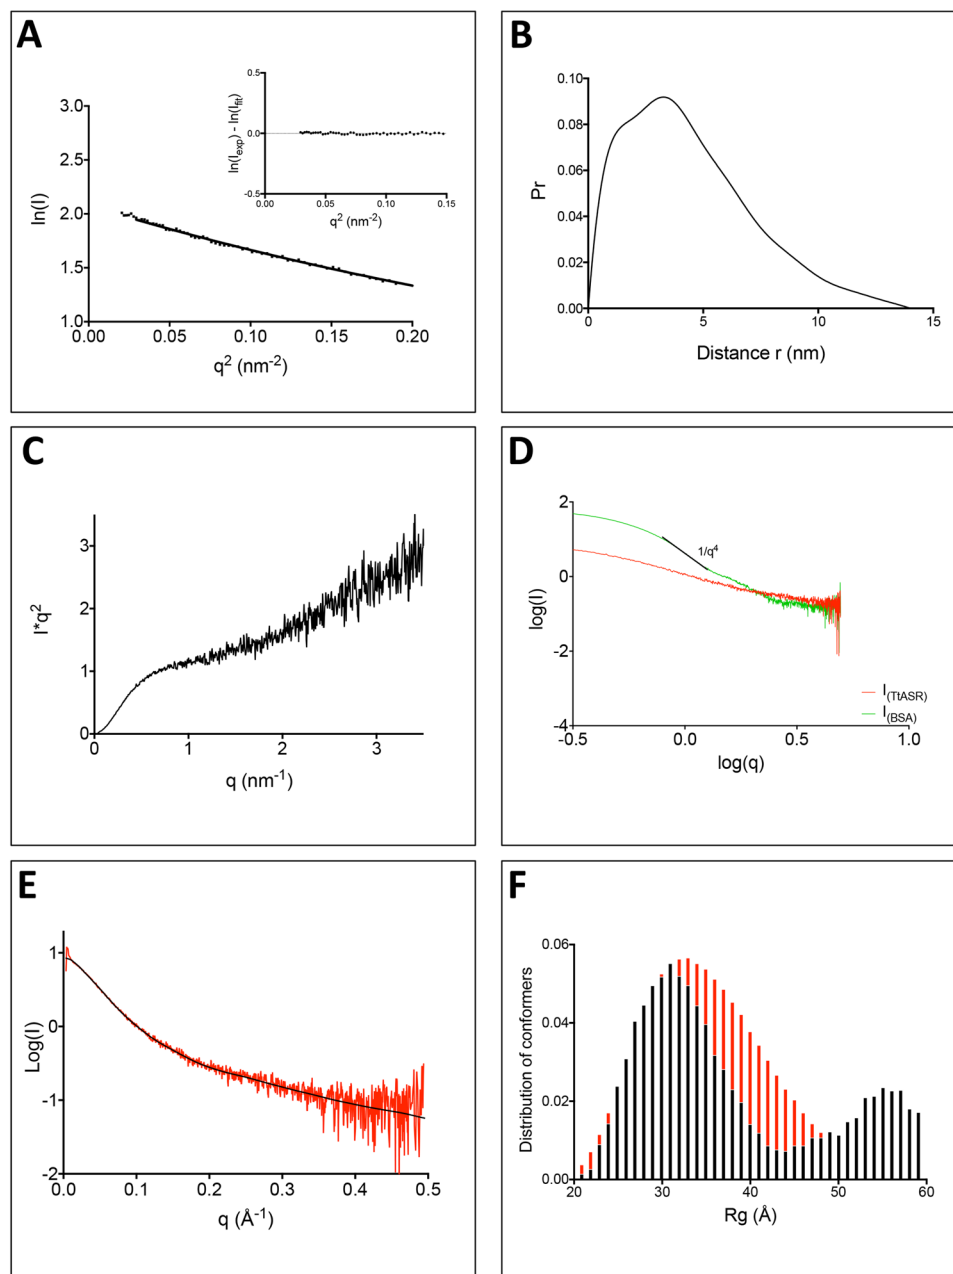 A
ln(I)
3.0
2.5
2.0
1.5
1.0
0.00
0.05
0.10
0.15
0.20
q² (nm⁻²)
ln(I_exp) - ln(I_fit)
0.5
0.0
-0.5
0.00
0.05
0.10
0.15
q² (nm⁻²)
B
Pr
0.10
0.08
0.06
0.04
0.02
0.00
0
5
10
15
Distance r (nm)
C
I*q²
3
2
1
0
0
1
2
3
q (nm⁻¹)
D
log(I)
2
0
-2
-4
1/q⁴
I(TtASR)
I(BSA)
-0.5
0.0
0.5
1.0
log(q)
E
Log(I)
1
0
-1
-2
0.0
0.1
0.2
0.3
0.4
0.5
q (Å⁻¹)
F
Distribution of conformers
0.06
0.04
0.02
0.00
20
30
40
50
60
Rg (Å)